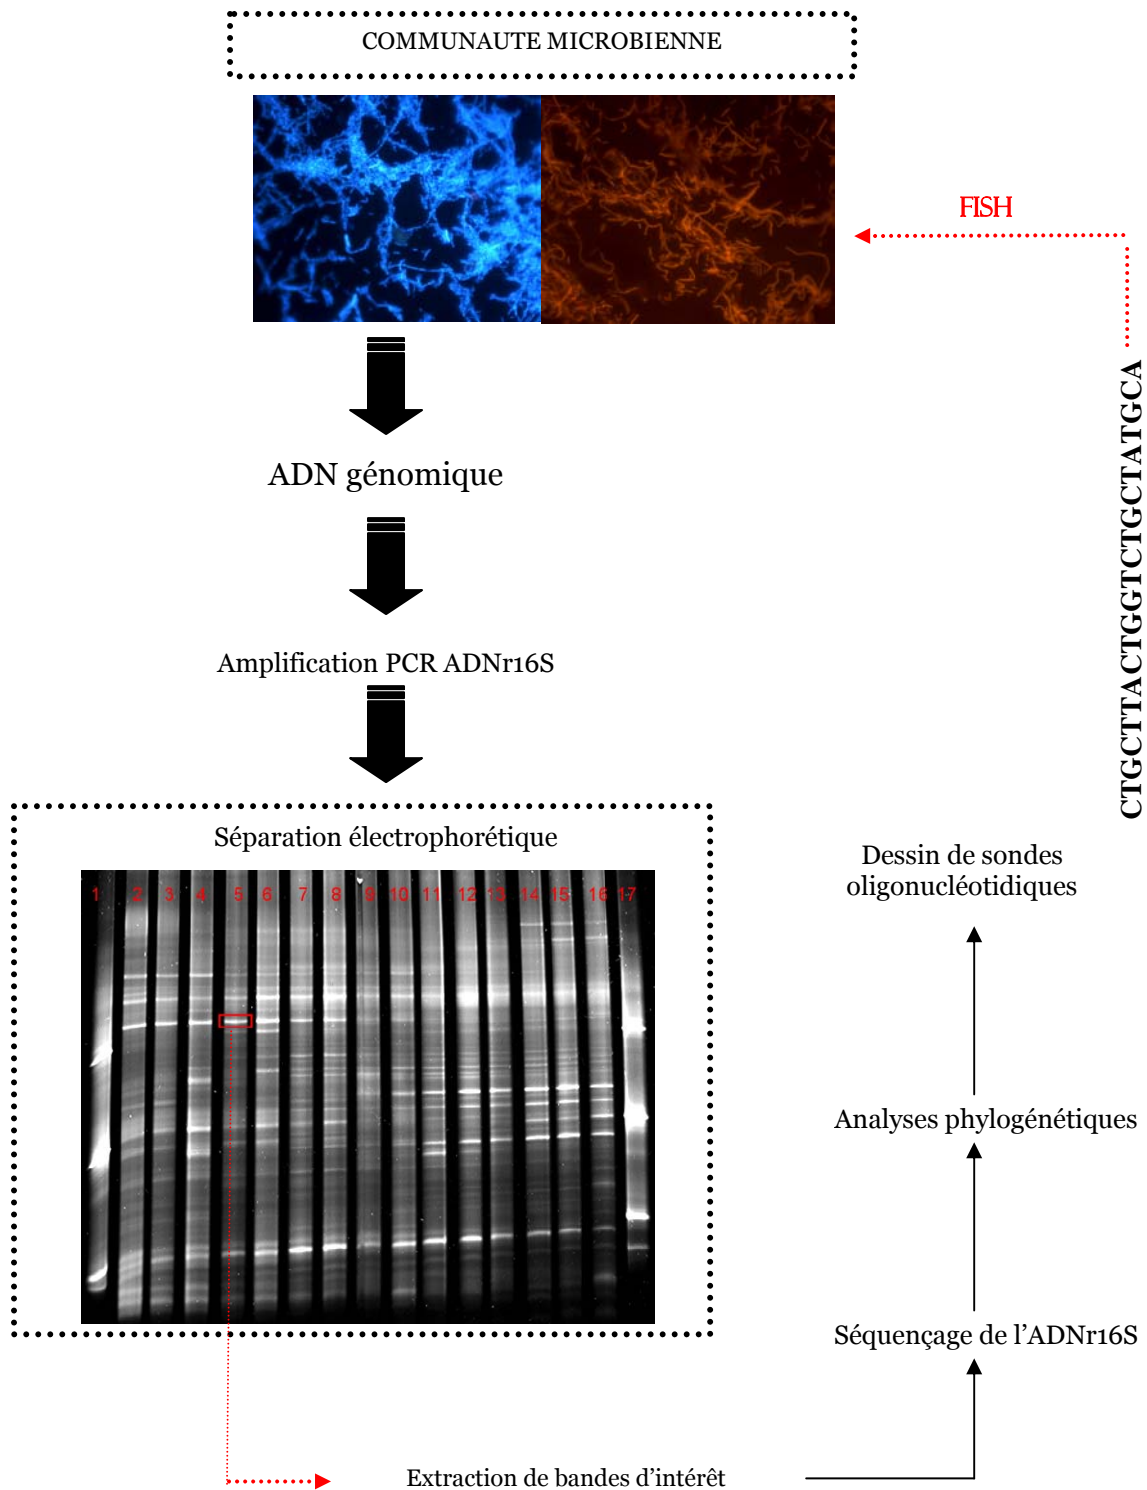 COMMUNAUTE MICROBIENNE
FISH
ADN génomique
Amplification PCR ADNr16S
Séparation électrophorétique
1 2 3 4 5 6 7 8 9 10 11 12 13 14 15 16 17
Extraction de bandes d'intérêt
Séquençage de l'ADNr16S
Analyses phylogénétiques
Dessin de sondes
oligonucléotidiques
CTGCTTACTGGTCTGCTATGCA